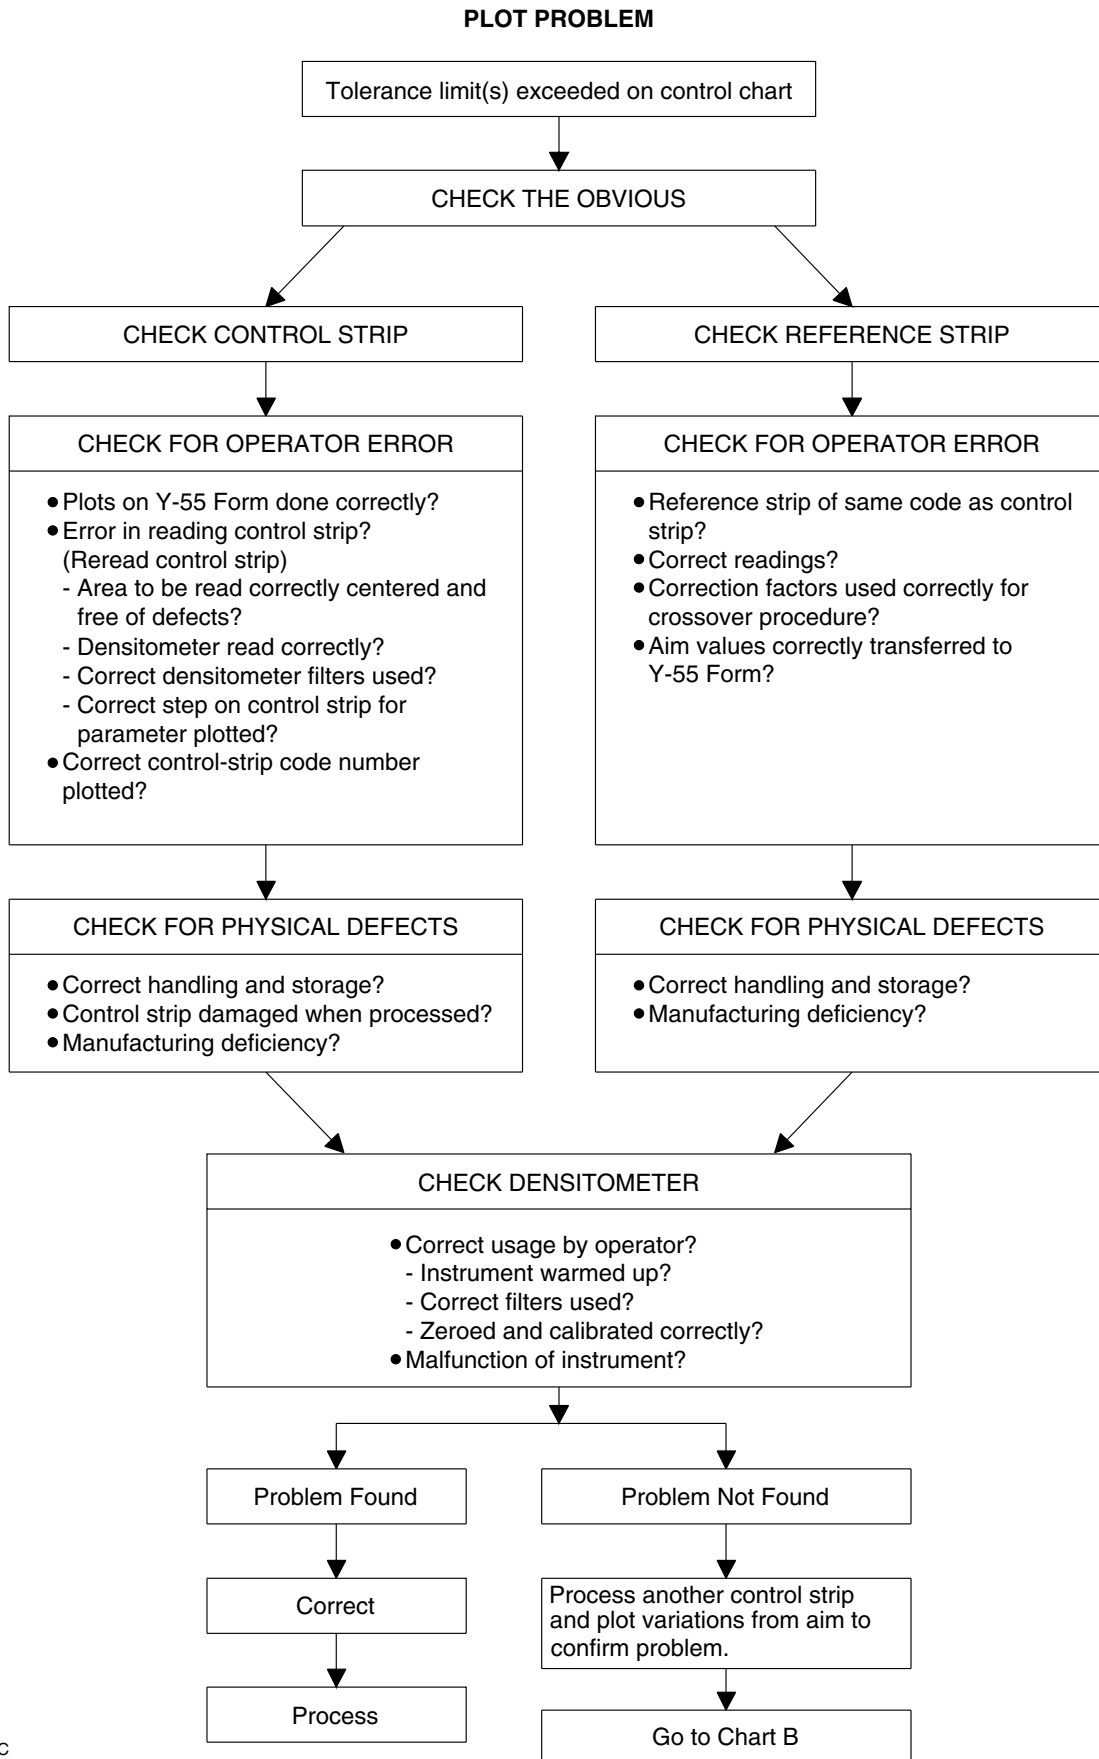 PLOT PROBLEM
Tolerance limit(s) exceeded on control chart
CHECK THE OBVIOUS
CHECK CONTROL STRIP
CHECK REFERENCE STRIP
CHECK FOR OPERATOR ERROR
● Plots on Y-55 Form done correctly?
● Error in reading control strip?
(Reread control strip)
- Area to be read correctly centered and
free of defects?
- Densitometer read correctly?
- Correct densitometer filters used?
- Correct step on control strip for
parameter plotted?
● Correct control-strip code number
plotted?
CHECK FOR OPERATOR ERROR
● Reference strip of same code as control
strip?
● Correct readings?
● Correction factors used correctly for
crossover procedure?
● Aim values correctly transferred to
Y-55 Form?
CHECK FOR PHYSICAL DEFECTS
● Correct handling and storage?
● Control strip damaged when processed?
● Manufacturing deficiency?
CHECK FOR PHYSICAL DEFECTS
● Correct handling and storage?
● Manufacturing deficiency?
CHECK DENSITOMETER
● Correct usage by operator?
- Instrument warmed up?
- Correct filters used?
- Zeroed and calibrated correctly?
● Malfunction of instrument?
Problem Found
Problem Not Found
Correct
Process another control strip
and plot variations from aim to
confirm problem.
Process
Go to Chart B